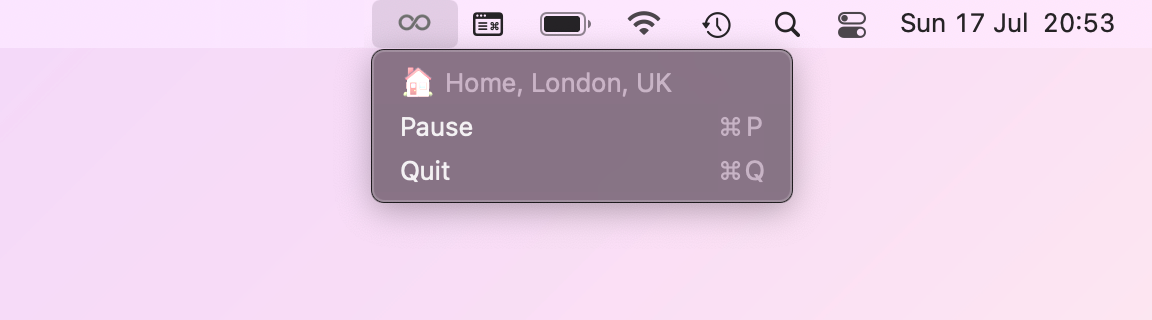 Sun 17 Jul 20:53
🏠 Home, London, UK
Pause ⌘P
Quit ⌘Q